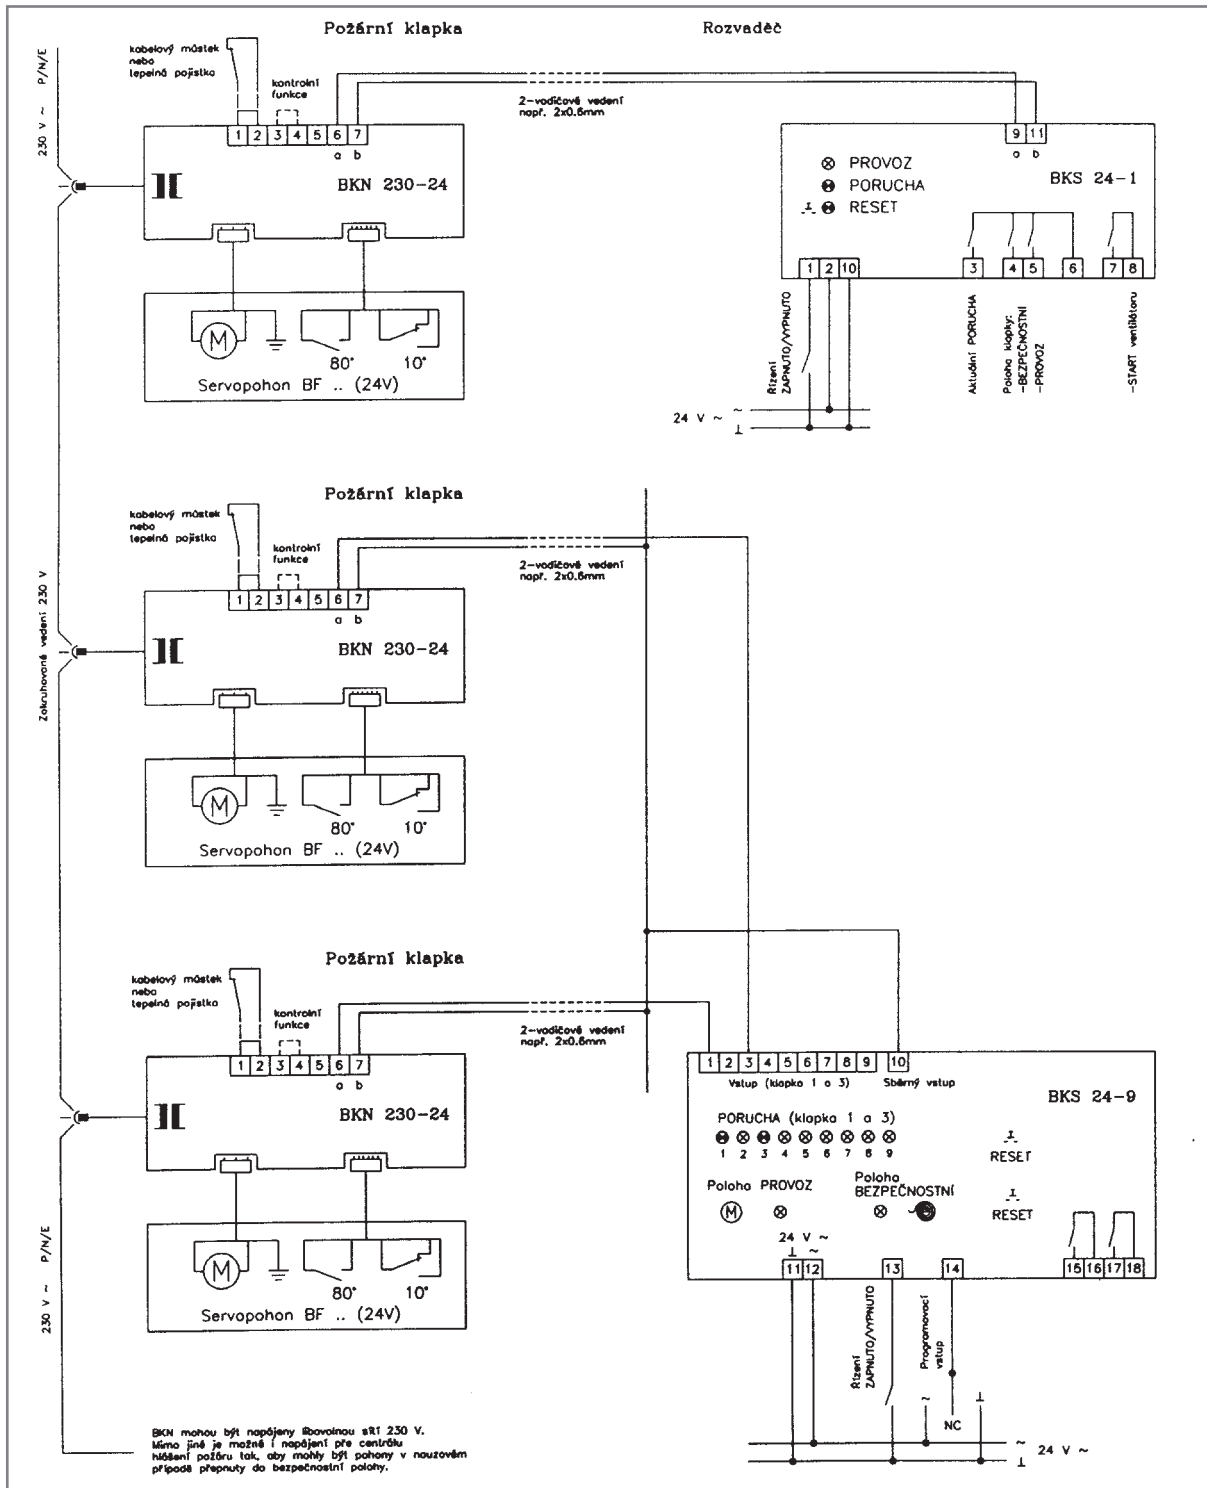 Požární klapka
Rozvaděč
kabelový můstek
nebo
tepelná pojistka
kontrolní
funkce
2-vodičové vedení
např. 2x0.6mm
230 V ~ P/N/E
1 2 3 4 5 6 7
a b
BKN 230-24
M
80°
10°
Servopohon BF .. (24V)
9 11
a b
PROVOZ
PORUCHA
RESET
BKS 24-1
1 2 10
3
4 5
6
7 8
Řízení
ZAPNUTO/VYPNUTO
Aktuální PORUCHA
Poloha klapky:
-BEZPEČNOSTNÍ
-PROVOZ
-START ventilátoru
24 V ~
~
⊥
Požární klapka
kabelový můstek
nebo
tepelná pojistka
kontrolní
funkce
2-vodičové vedení
např. 2x0.6mm
Zokruhované vedení 230 V
1 2 3 4 5 6 7
a b
BKN 230-24
M
80°
10°
Servopohon BF .. (24V)
Požární klapka
kabelový můstek
nebo
tepelná pojistka
kontrolní
funkce
2-vodičové vedení
např. 2x0.6mm
1 2 3 4 5 6 7
a b
BKN 230-24
M
80°
10°
Servopohon BF .. (24V)
230 V ~ P/N/E
1 2 3 4 5 6 7 8 9
10
Vstup (klapka 1 a 3)
Sběrný vstup
BKS 24-9
PORUCHA (klapka 1 a 3)
1 2 3 4 5 6 7 8 9
RESET
Poloha PROVOZ
Poloha
BEZPEČNOSTNÍ
M
RESET
24 V ~
⊥ ~
11 12
13
14
15 16 17 18
Řízení
ZAPNUTO/VYPNUTO
Programovací
vstup
~
NC
⊥
~
24 V ~
⊥
BKN mohou být napájeny libovolnou sítí 230 V.
Mimo jiné je možné i napájení pře centrálu
hlášení požáru tak, aby mohly být pohony v nouzovém
případě přepnuty do bezpečnostní polohy.